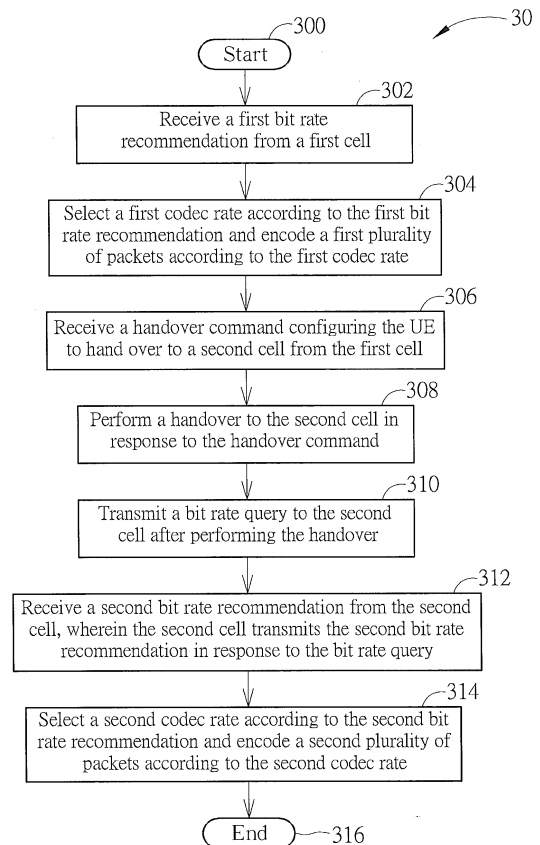 30
300
Start
302
Receive a first bit rate
recommendation from a first cell
304
Select a first codec rate according to the first bit
rate recommendation and encode a first plurality
of packets according to the first codec rate
306
Receive a handover command configuring the UE
to hand over to a second cell from the first cell
308
Perform a handover to the second cell in
response to the handover command
310
Transmit a bit rate query to the second
cell after performing the handover
312
Receive a second bit rate recommendation from the second
cell, wherein the second cell transmits the second bit rate
recommendation in response to the bit rate query
314
Select a second codec rate according to the second bit
rate recommendation and encode a second plurality of
packets according to the second codec rate
End
316